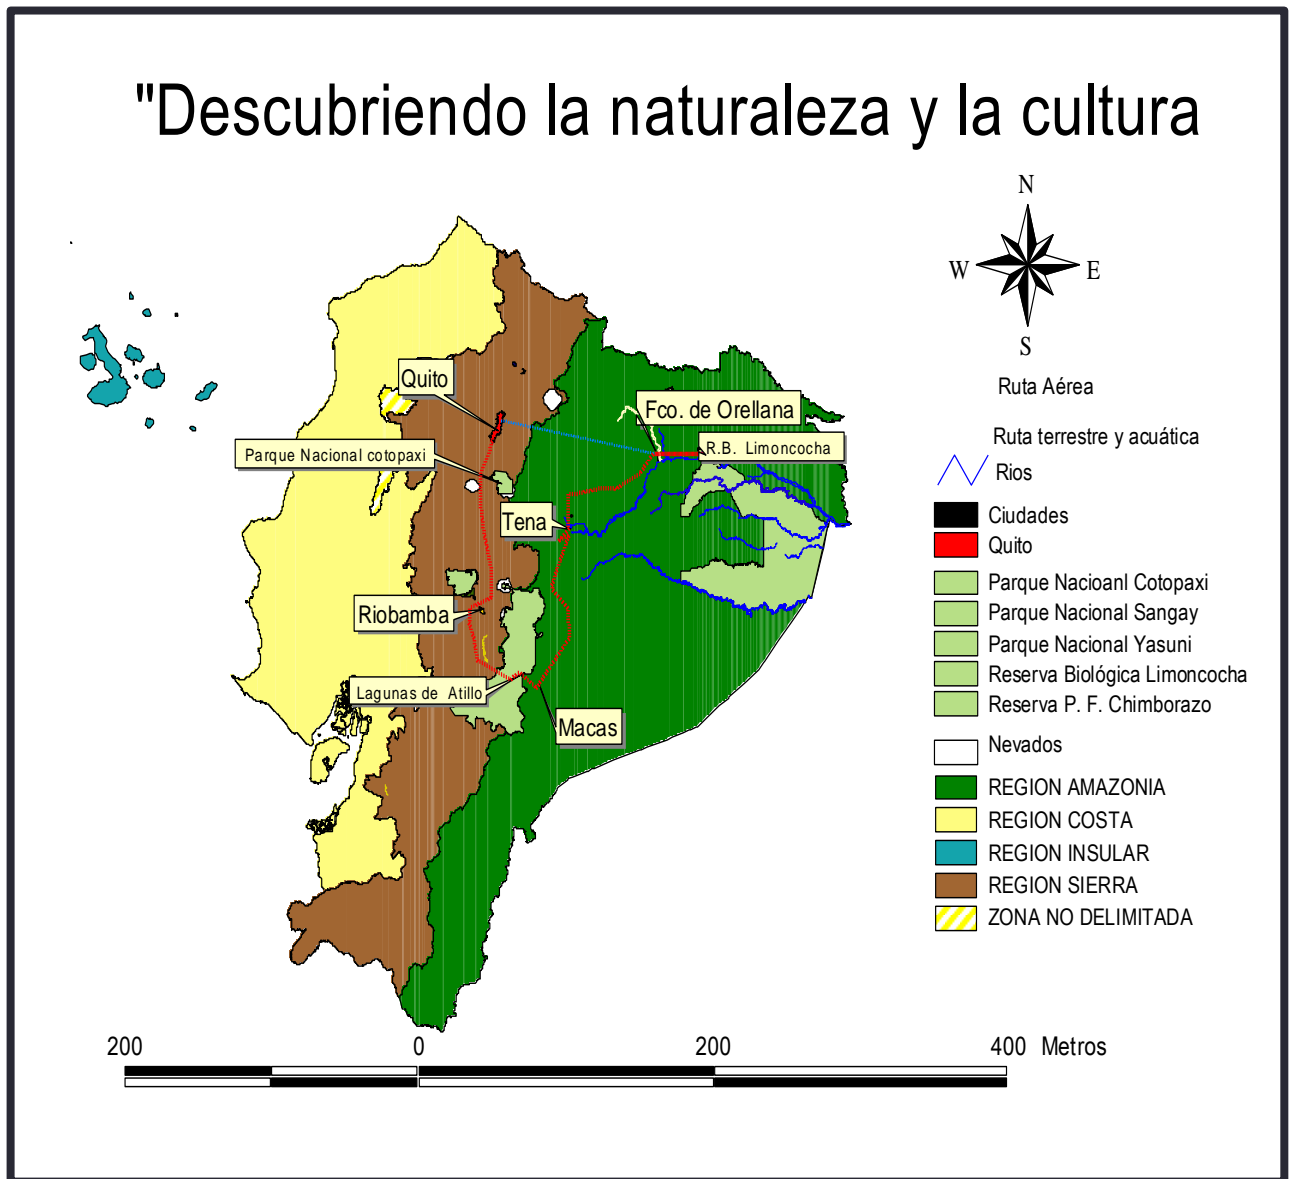 "Descubriendo la naturaleza y la cultura
N
W
E
S
Ruta Aérea
Ruta terrestre y acuática
Rios
Ciudades
Quito
Parque Nacioanl Cotopaxi
Parque Nacional Sangay
Parque Nacional Yasuni
Reserva Biológica Limoncocha
Reserva P. F. Chimborazo
Nevados
REGION AMAZONIA
REGION COSTA
REGION INSULAR
REGION SIERRA
ZONA NO DELIMITADA
Quito
Fco. de Orellana
R.B. Limoncocha
Parque Nacional cotopaxi
Tena
Riobamba
Lagunas de Atillo
Macas
200 0 200 400 Metros